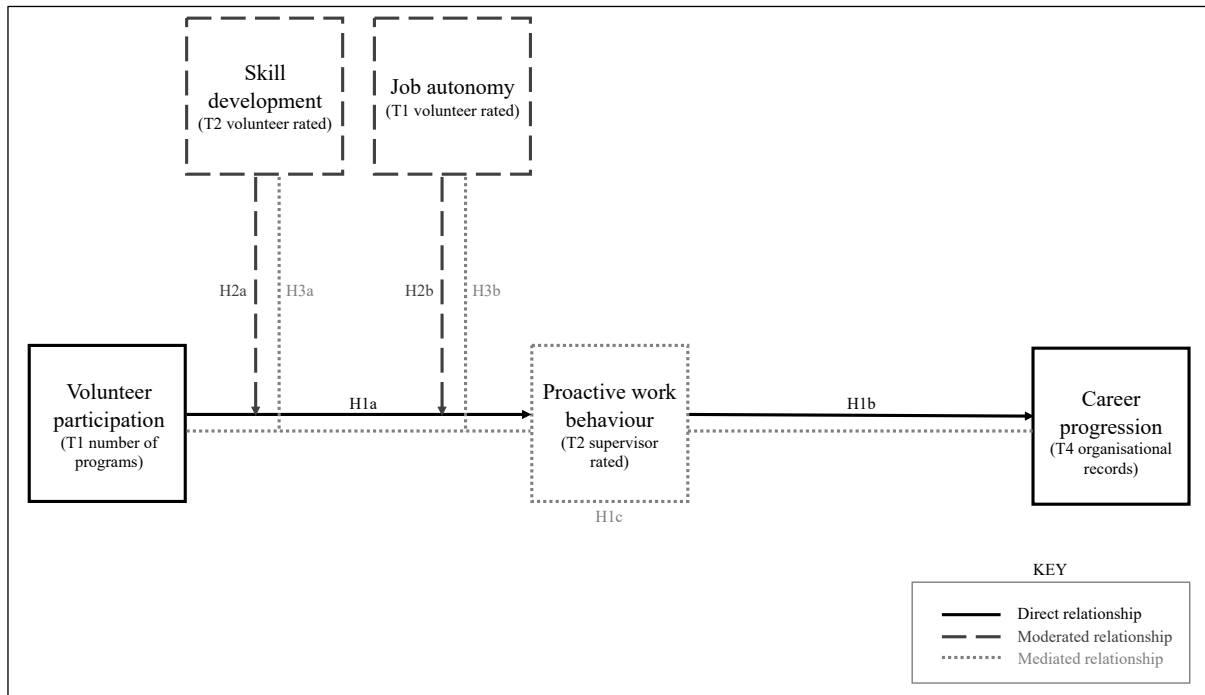 Skill
development
(T2 volunteer rated)
Job autonomy
(T1 volunteer rated)
H2a
H3a
H2b
H3b
Volunteer
participation
(T1 number of
programs)
H1a
Proactive work
behaviour
(T2 supervisor
rated)
H1b
Career
progression
(T4 organisational
records)
H1c
KEY
Direct relationship
Moderated relationship
Mediated relationship